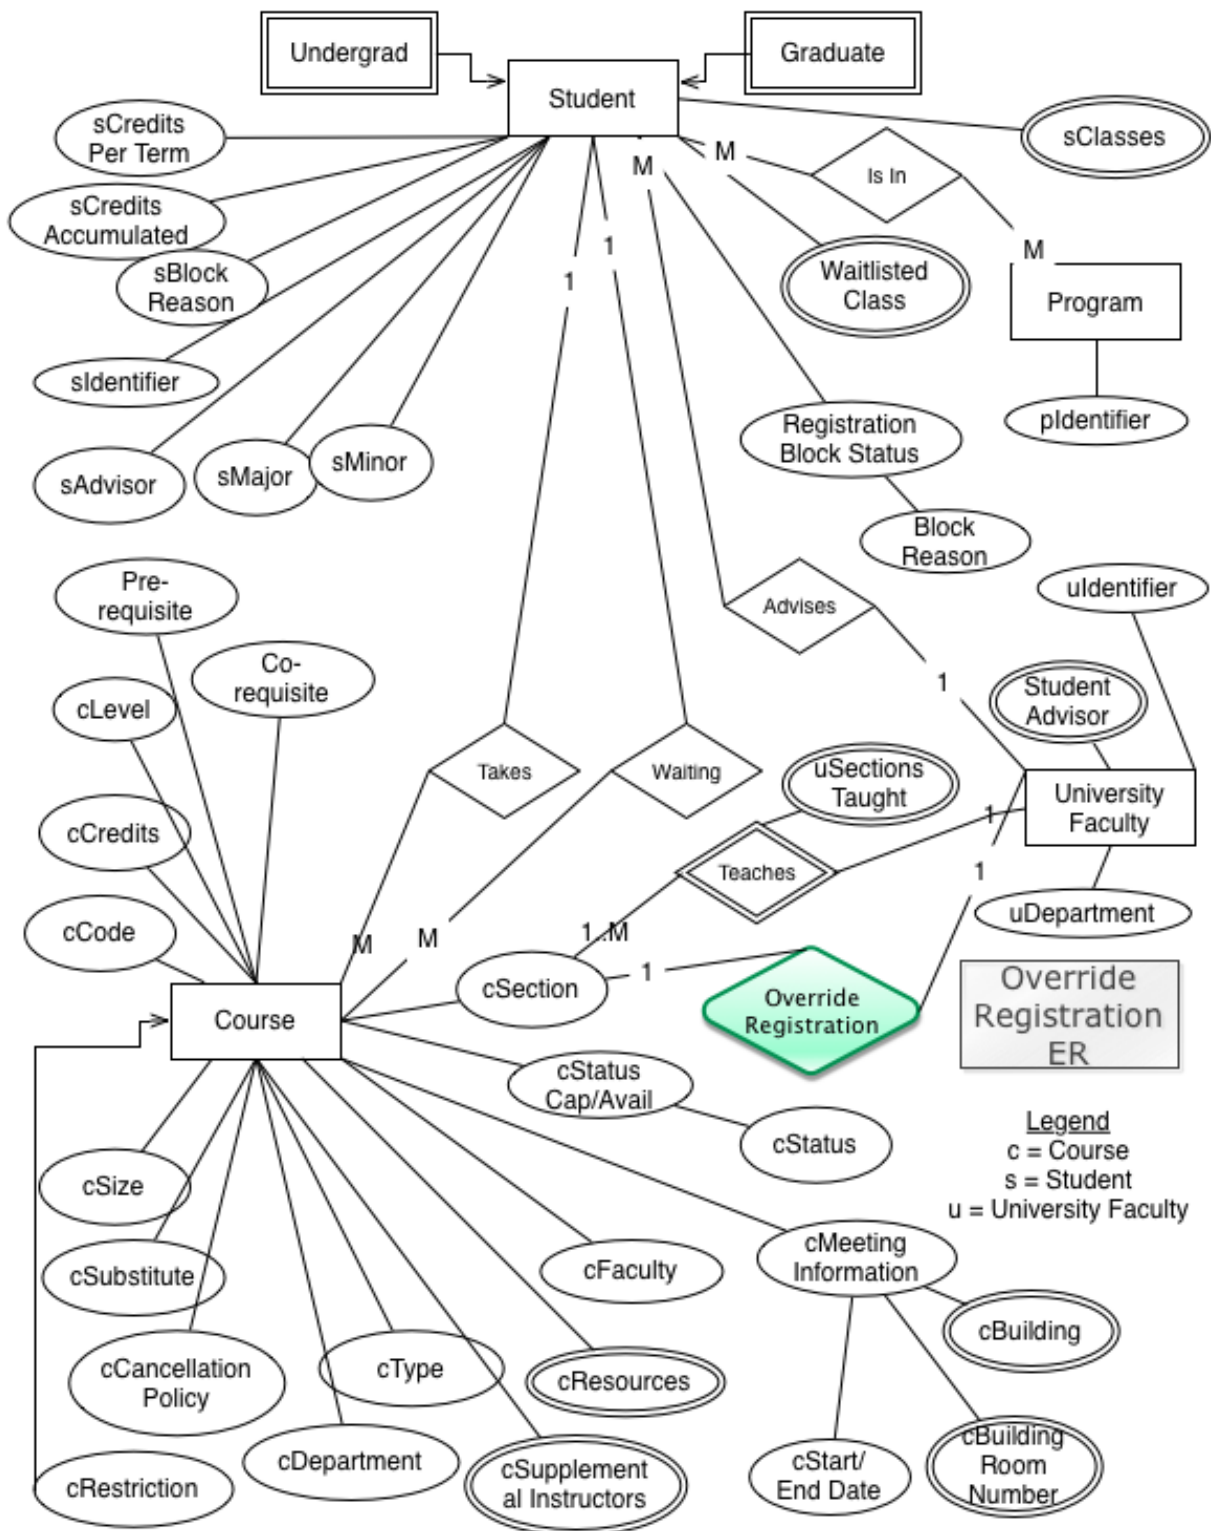 Undergrad
Graduate
Student
sCredits
Per Term
sClasses
M
M
Is In
sCredits
Accumulated
sBlock
Reason
1
1
Waitlisted
Class
M
Program
sIdentifier
pIdentifier
Registration
Block Status
sAdvisor
sMajor
sMinor
Block
Reason
Pre-
requisite
Advises
uIdentifier
Co-
requisite
cLevel
1
Student
Advisor
Takes
Waiting
uSections
Taught
University
Faculty
1
cCredits
Teaches
1
cCode
M
M
1..M
uDepartment
cSection
1
Override
Registration
Override
Registration
ER
Course
cStatus
Cap/Avail
cStatus
Legend
c = Course
s = Student
u = University Faculty
cSize
cSubstitute
cFaculty
cMeeting
Information
cBuilding
cCancellation
Policy
cType
cResources
cDepartment
cRestriction
cSupplement
al Instructors
cStart/
End Date
cBuilding
Room
Number